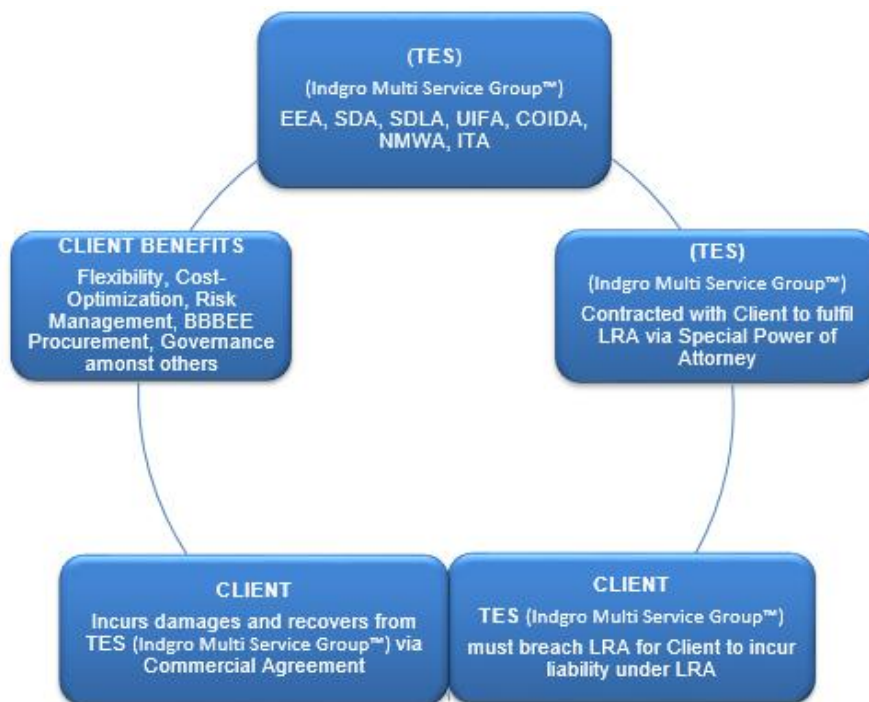 (TES)
(Indgro Multi Service Group™)
EEA, SDA, SDLA, UIFA, COIDA,
NMWA, ITA
(TES)
(Indgro Multi Service Group™)
Contracted with Client to fulfil
LRA via Special Power of
Attorney
CLIENT
TES (Indgro Multi Service Group™)
must breach LRA for Client to incur
liability under LRA
CLIENT
Incurs damages and recovers from
TES (Indgro Multi Service Group™) via
Commercial Agreement
CLIENT BENEFITS
Flexibility, Cost-
Optimization, Risk
Management, BBBEE
Procurement, Governance
amonst others